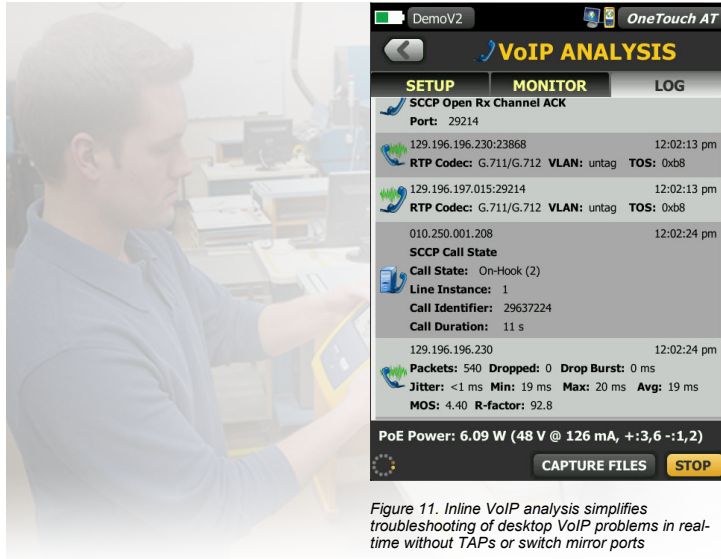 DemoV2
OneTouch AT
VoIP ANALYSIS
SETUP MONITOR LOG
SCCP Open Rx Channel ACK
Port: 29214
129.196.196.230:23868 12:02:13 pm
RTP Codec: G.711/G.712 VLAN: untag TOS: 0xb8
129.196.197.015:29214 12:02:13 pm
RTP Codec: G.711/G.712 VLAN: untag TOS: 0xb8
010.250.001.208 12:02:24 pm
SCCP Call State
Call State: On-Hook (2)
Line Instance: 1
Call Identifier: 29637224
Call Duration: 11 s
129.196.196.230 12:02:24 pm
Packets: 540 Dropped: 0 Drop Burst: 0 ms
Jitter: <1 ms Min: 19 ms Max: 20 ms Avg: 19 ms
MOS: 4.40 R-factor: 92.8
PoE Power: 6.09 W (48 V @ 126 mA, +:3,6 -:1,2)
CAPTURE FILES STOP
Figure 11. Inline VoIP analysis simplifies
troubleshooting of desktop VoIP problems in real-
time without TAPs or switch mirror ports